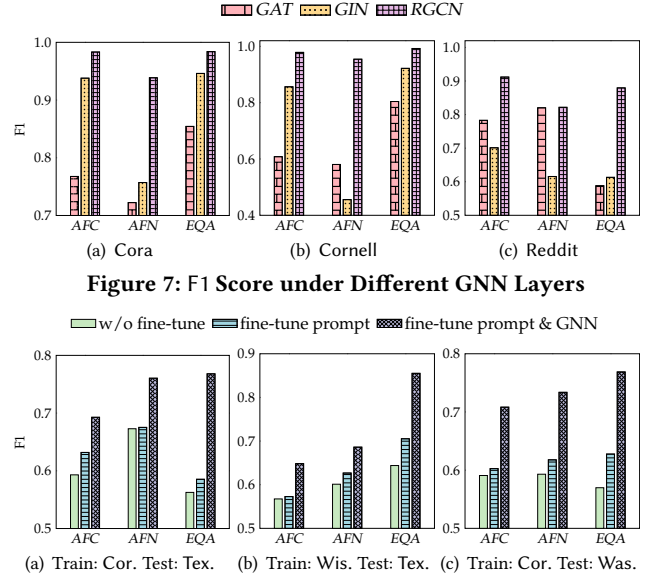 GAT GIN RGCN
1.0
0.9
0.8
0.7
F1
AFC AFN EQA
(a) Cora
1.0
0.8
0.6
0.4
AFC AFN EQA
(b) Cornell
1.0
0.9
0.8
0.7
0.6
0.5
AFC AFN EQA
(c) Reddit
Figure 7: F1 Score under Different GNN Layers
w/o fine-tune fine-tune prompt fine-tune prompt & GNN
0.8
0.7
0.6
0.5
F1
AFC AFN EQA
(a) Train: Cor. Test: Tex.
0.9
0.8
0.7
0.6
0.5
AFC AFN EQA
(b) Train: Wis. Test: Tex.
0.8
0.7
0.6
0.5
AFC AFN EQA
(c) Train: Cor. Test: Was.